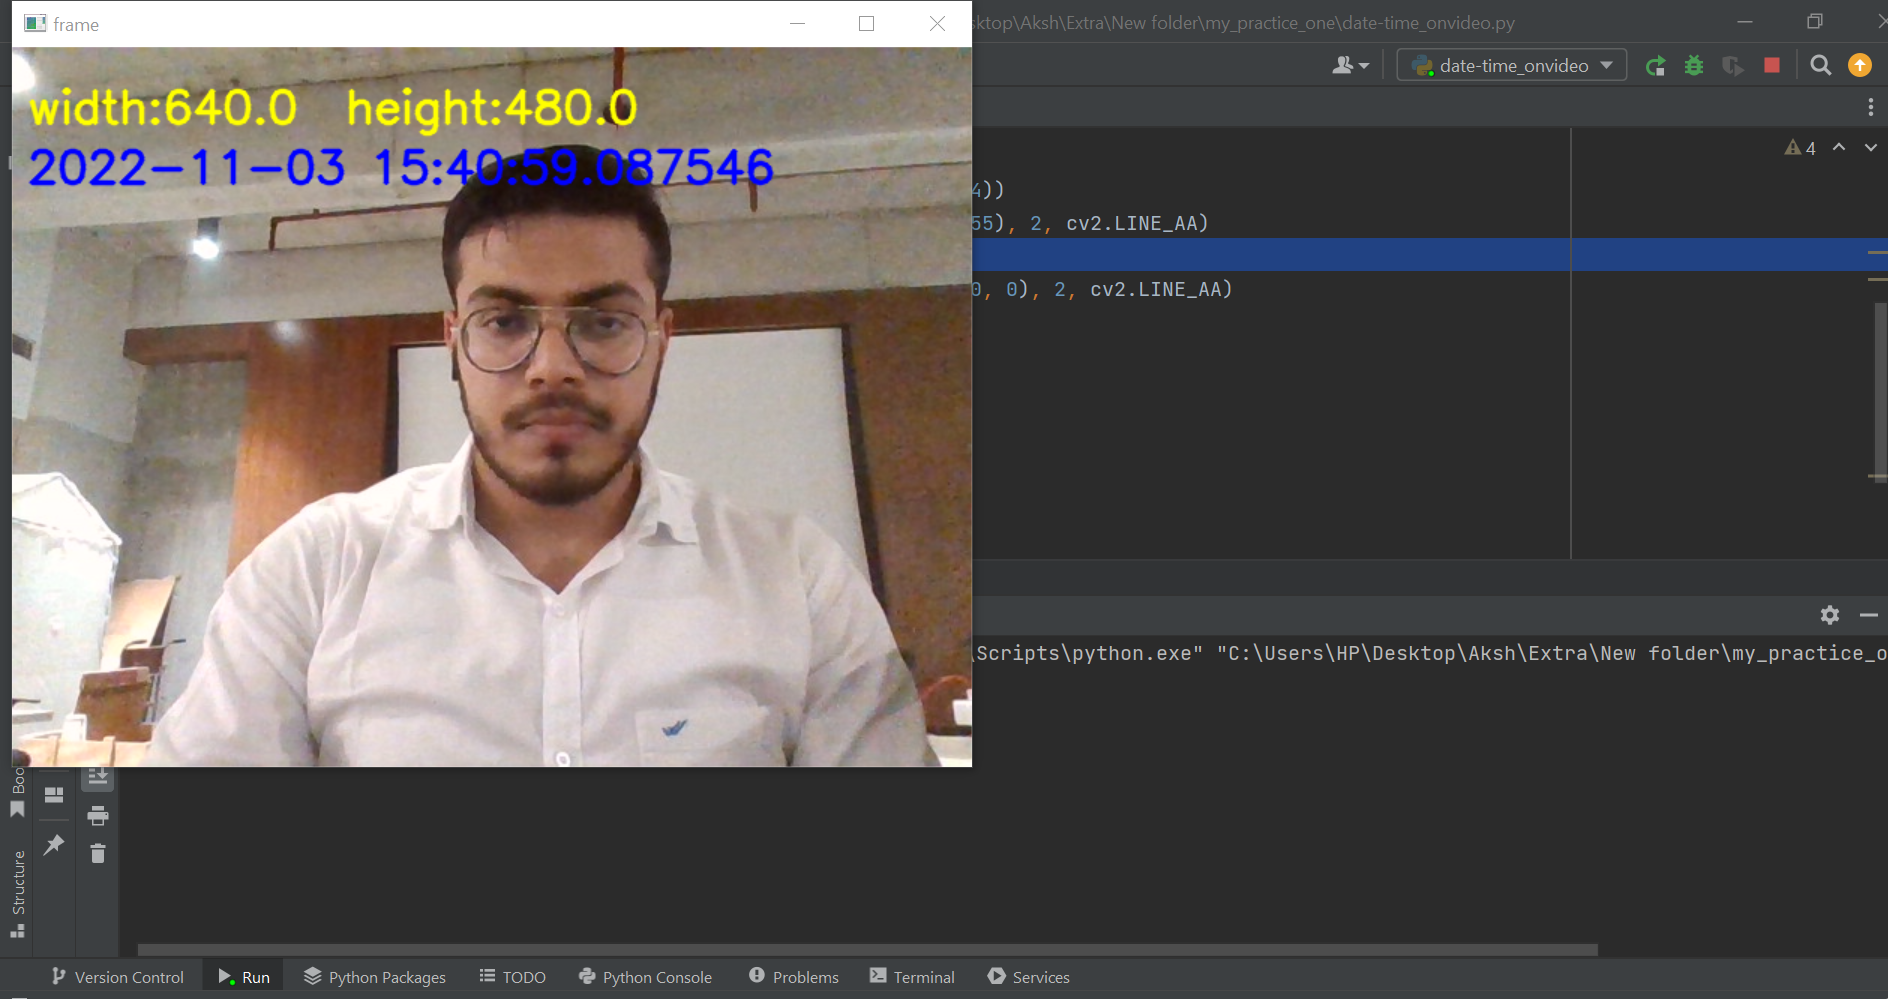 frame
sktop\Aksh\Extra\New folder\my_practice_one\date-time_onvideo.py
date-time_onvideo
width:640.0 height:480.0
2022-11-03 15:40:59.087546
4
4))
55), 2, cv2.LINE_AA)
0, 0), 2, cv2.LINE_AA)
\Scripts\python.exe" "C:\Users\HP\Desktop\Aksh\Extra\New folder\my_practice_o
Boo
Structure
Version Control
Run
Python Packages
TODO
Python Console
Problems
Terminal
Services